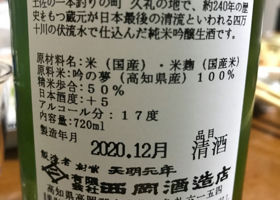 土佐の一本釣りの町 久礼の地で、約240年の歴
史をもつ蔵元が日本最後の清流といわれる四万
十川の伏流水で仕込んだ純米吟醸生酒です。
原材料名：米（国産）・米麹（国産米）
原料米：吟の夢（高知県産）100％
精米歩合：50％
日本酒度：＋5
アルコール分：17度
内容量：720ml
製造年月
2020.12月
品目
清酒
製造者 創業 天明元年
有限会社 西岡酒造店